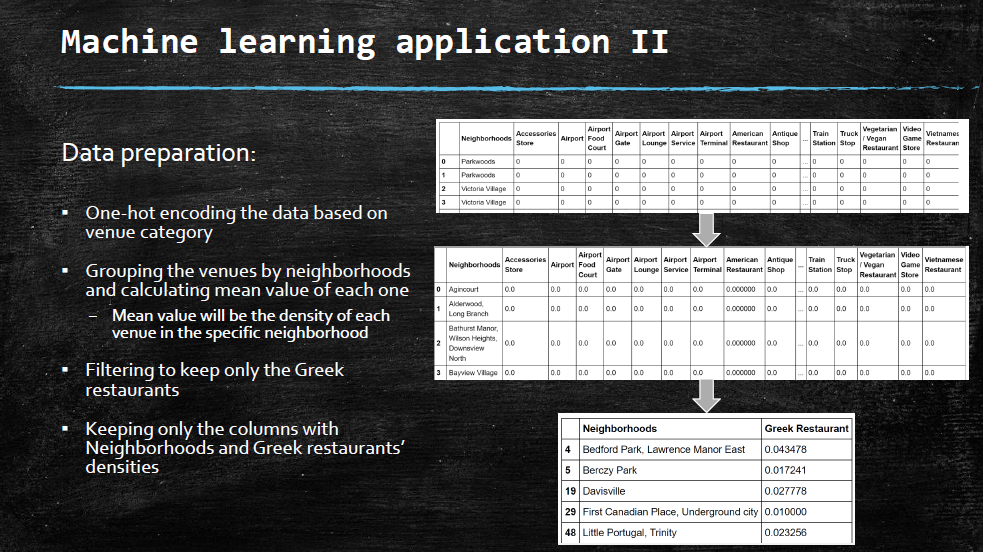 Machine learning application II
Data preparation:
▪ One-hot encoding the data based on
venue category
▪ Grouping the venues by neighborhoods
and calculating mean value of each one
– Mean value will be the density of each
venue in the specific neighborhood
▪ Filtering to keep only the Greek
restaurants
▪ Keeping only the columns with
Neighborhoods and Greek restaurants’
densities
Neighborhoods Accessories Store Airport Airport Food Court Airport Gate Airport Lounge Airport Service Airport Terminal American Restaurant Antique Shop ... Train Station Truck Stop Vegetarian / Vegan Restaurant Video Game Store Vietnames Restauran
0 Parkwoods 0 0 0 0 0 0 0 0 0 ... 0 0 0 0 0
1 Parkwoods 0 0 0 0 0 0 0 0 0 ... 0 0 0 0 0
2 Victoria Village 0 0 0 0 0 0 0 0 0 ... 0 0 0 0 0
3 Victoria Village 0 0 0 0 0 0 0 0 0 ... 0 0 0 0 0
Neighborhoods Accessories Store Airport Airport Food Court Airport Gate Airport Lounge Airport Service Airport Terminal American Restaurant Antique Shop ... Train Station Truck Stop Vegetarian / Vegan Restaurant Video Game Store Vietnamese Restaurant
0 Agincourt 0.0 0.0 0.0 0.0 0.0 0.0 0.0 0.000000 0.0 ... 0.0 0.0 0.0 0.0 0.0
1 Alderwood, Long Branch 0.0 0.0 0.0 0.0 0.0 0.0 0.0 0.000000 0.0 ... 0.0 0.0 0.0 0.0 0.0
2 Bathurst Manor, Wilson Heights, Downsview North 0.0 0.0 0.0 0.0 0.0 0.0 0.0 0.000000 0.0 ... 0.0 0.0 0.0 0.0 0.0
3 Bayview Village 0.0 0.0 0.0 0.0 0.0 0.0 0.0 0.000000 0.0 ... 0.0 0.0 0.0 0.0 0.0
Neighborhoods Greek Restaurant
4 Bedford Park, Lawrence Manor East 0.043478
5 Berczy Park 0.017241
19 Davisville 0.027778
29 First Canadian Place, Underground city 0.010000
48 Little Portugal, Trinity 0.023256